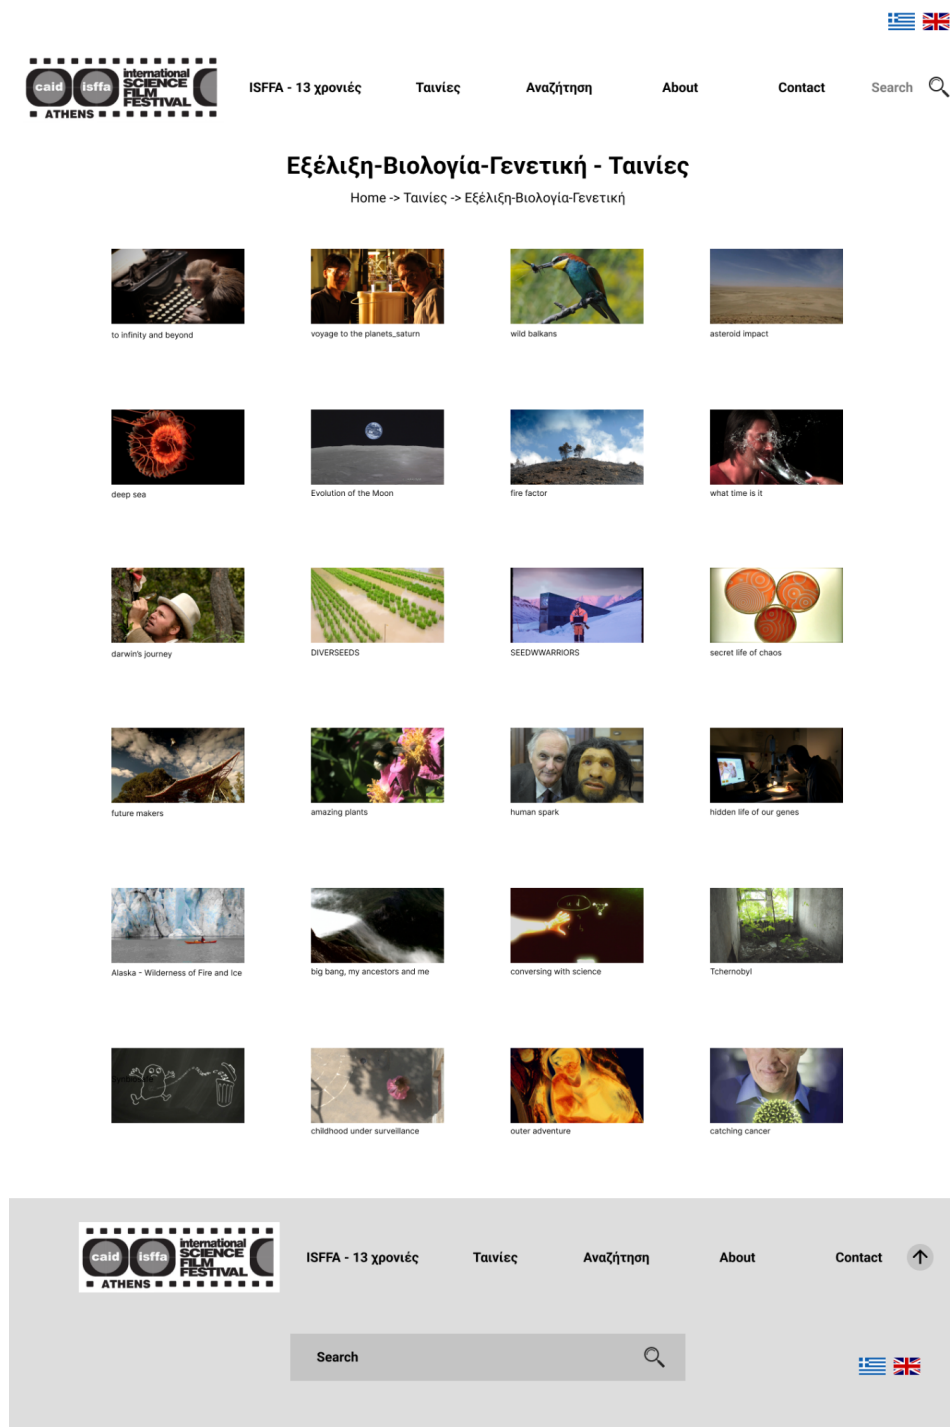 caid isffa international SCIENCE FILM FESTIVAL
ATHENS
ISFFA - 13 χρονιές Ταινίες Αναζήτηση About Contact Search
Εξέλιξη-Βιολογία-Γενετική - Ταινίες
Home -> Ταινίες -> Εξέλιξη-Βιολογία-Γενετική
to infinity and beyond voyage to the planets_saturn wild balkans asteroid impact
deep sea Evolution of the Moon fire factor what time is it
darwin's journey DIVERSEEDS SEEDWWARRIORS secret life of chaos
future makers amazing plants human spark hidden life of our genes
Alaska - Wilderness of Fire and Ice big bang, my ancestors and me conversing with science Tchernobyl
childhood under surveillance outer adventure catching cancer
caid isffa international SCIENCE FILM FESTIVAL
ATHENS
ISFFA - 13 χρονιές Ταινίες Αναζήτηση About Contact
Search